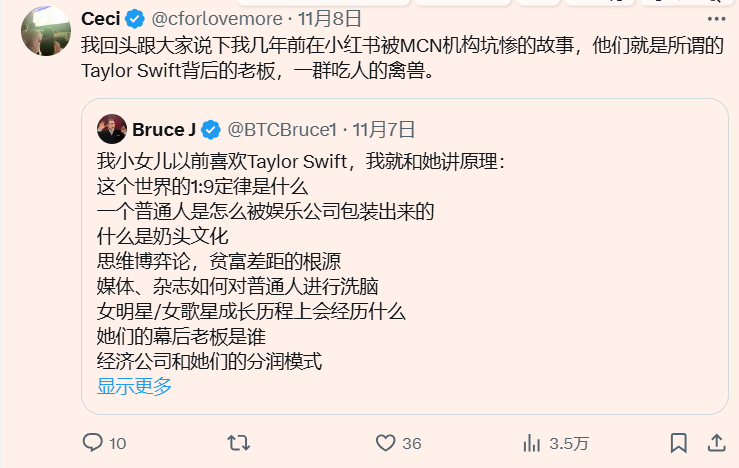 Ceci @cforlovemore · 11月8日
我回头跟大家说下我几年前在小红书被MCN机构坑惨的故事，他们就是所谓的
Taylor Swift背后的老板，一群吃人的禽兽。
Bruce J @BTCBruce1 · 11月7日
我小女儿以前喜欢Taylor Swift，我就和她讲原理：
这个世界的1:9定律是什么
一个普通人是怎么被娱乐公司包装出来的
什么是奶头文化
思维博弈论，贫富差距的根源
媒体、杂志如何对普通人进行洗脑
女明星/女歌星成长历程上会经历什么
她们的幕后老板是谁
经济公司和她们的分润模式
显示更多
10 36 3.5万